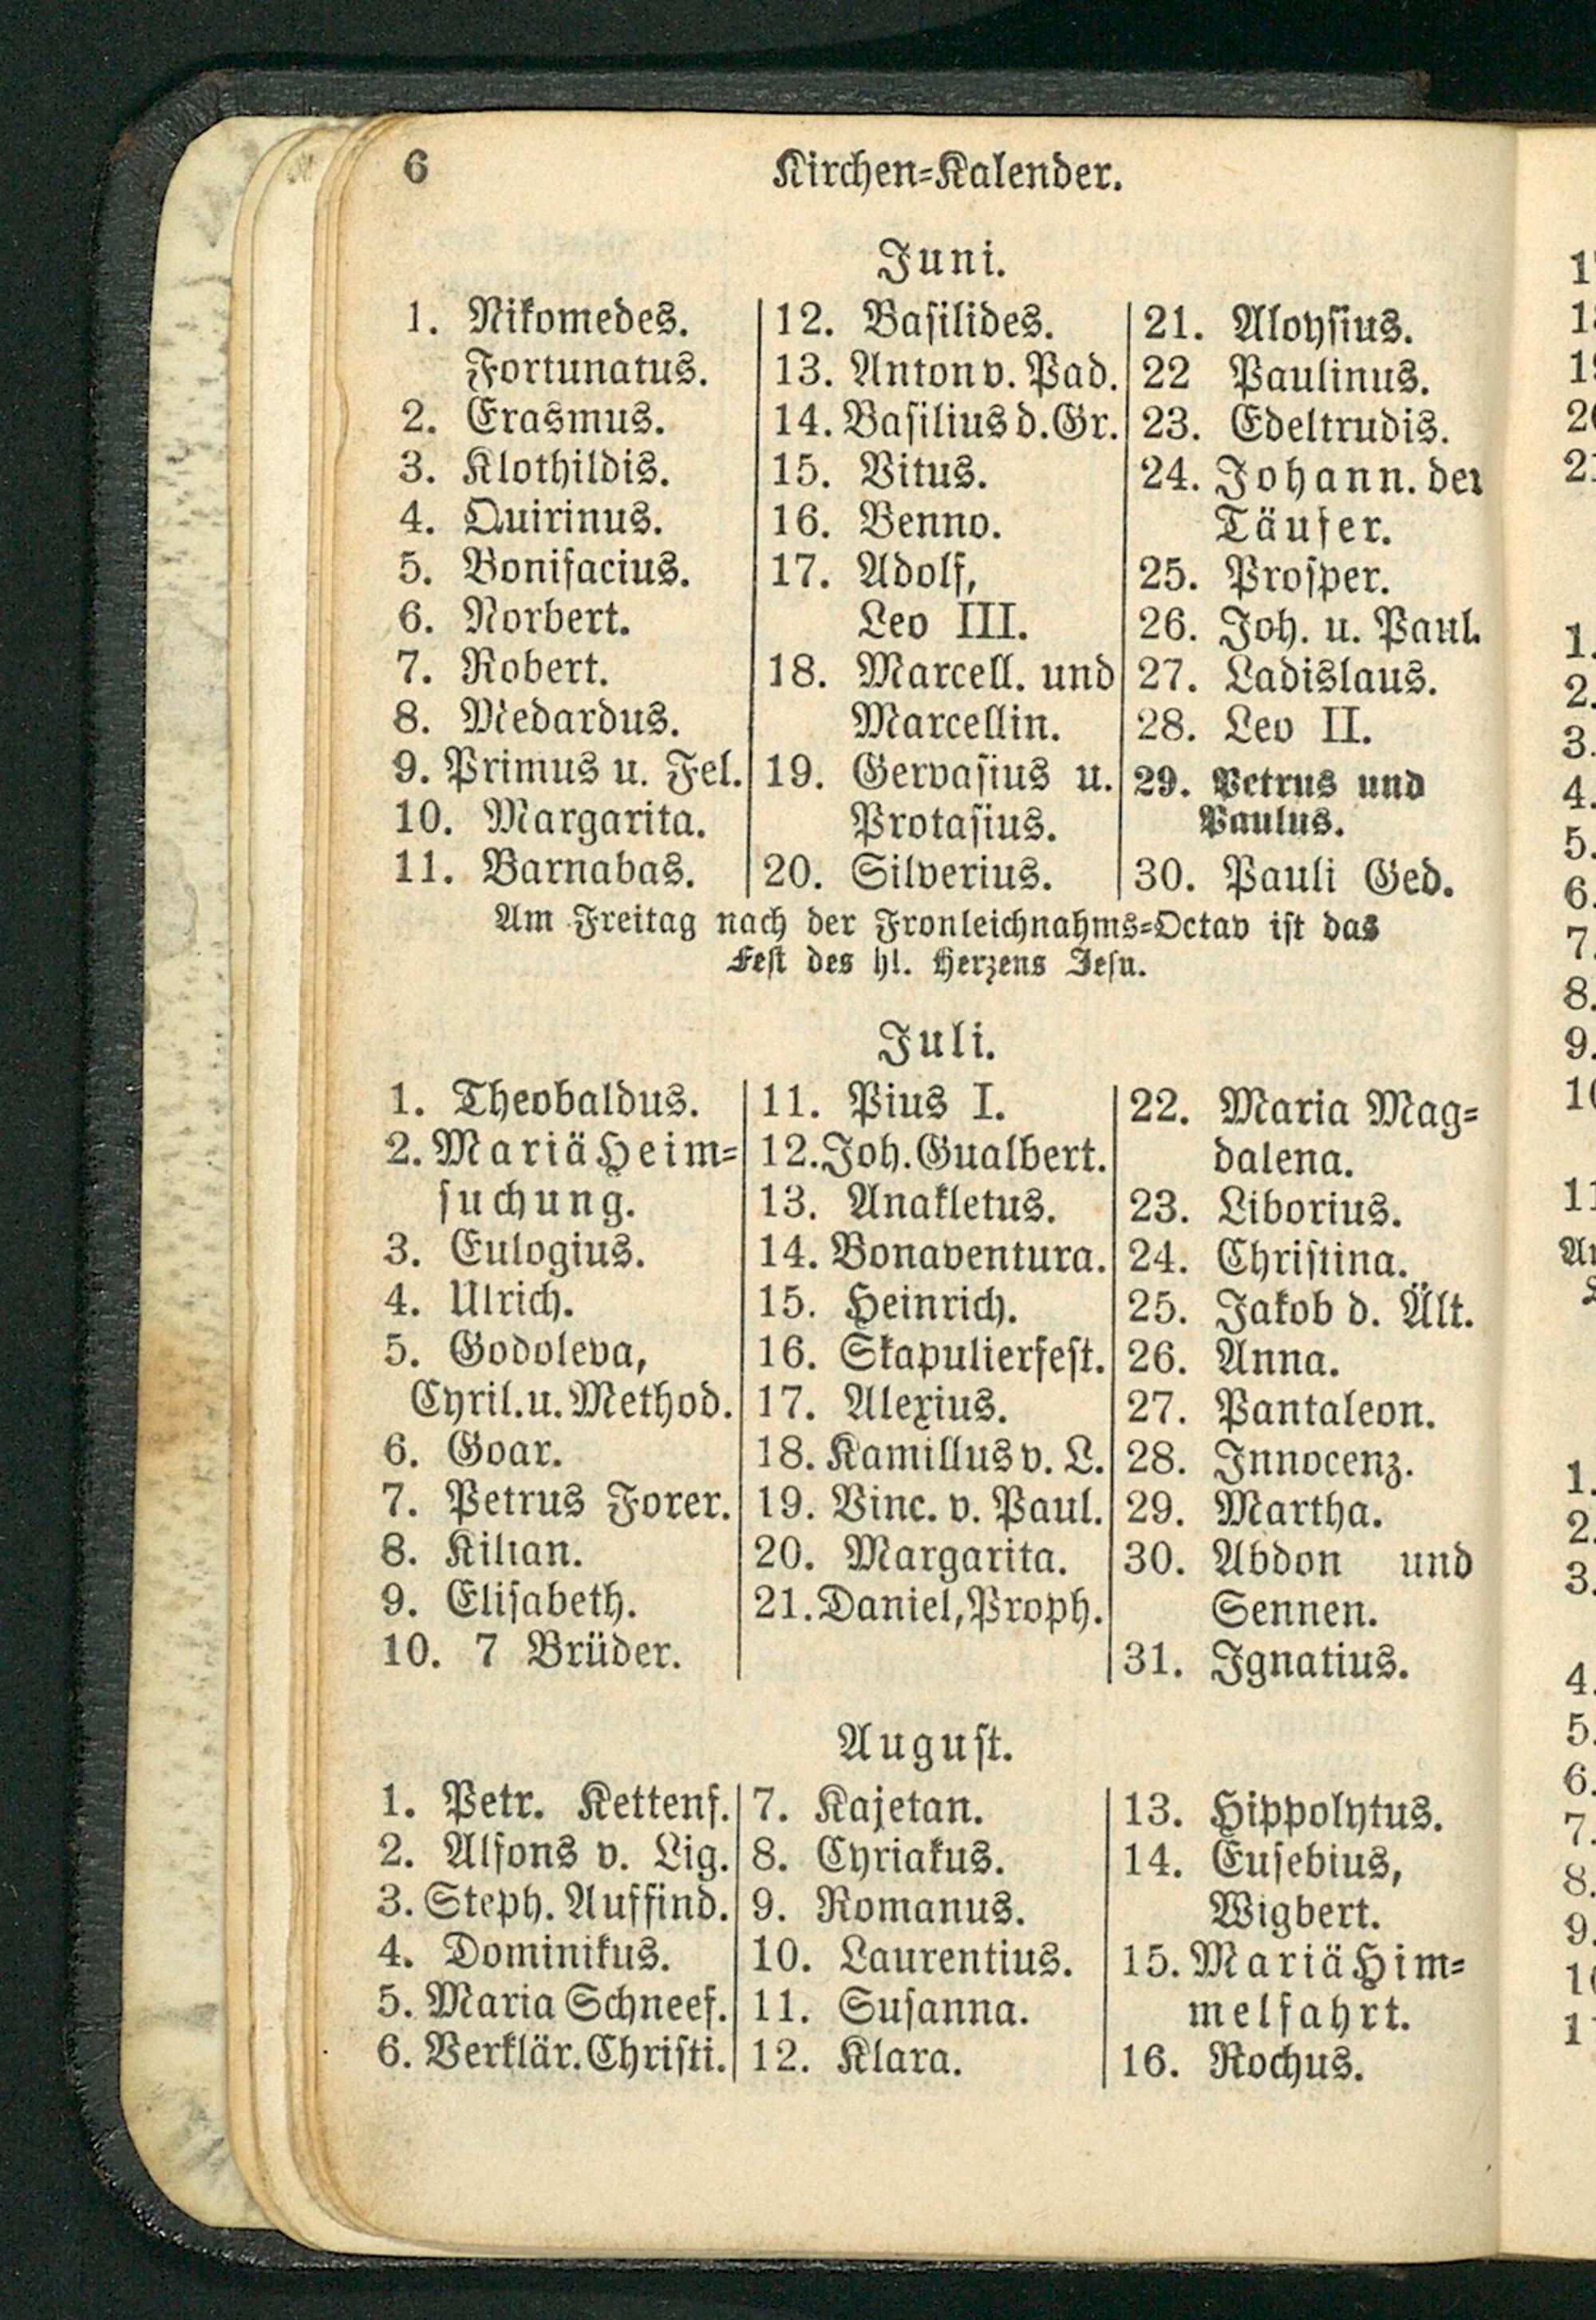 6
Kirchen=Kalender.
Juni.
1. Nikomedes.
Fortunatus.
2. Erasmus.
3. Klothildis.
4. Quirinus.
5. Bonifacius.
6. Norbert.
7. Robert.
8. Medardus.
9. Primus u. Fel.
10. Margarita.
11. Barnabas.
12. Basilides.
13. Anton v. Pad.
14. Basilius d. Gr.
15. Vitus.
16. Benno.
17. Adolf,
Leo III.
18. Marcell. und
Marcellin.
19. Gervasius u.
Protasius.
20. Silverius.
21. Aloysius.
22 Paulinus.
23. Edeltrudis.
24. Johann. der
Täufer.
25. Prosper.
26. Joh. u. Paul.
27. Ladislaus.
28. Leo II.
29. Petrus und
Paulus.
30. Pauli Ged.
Am Freitag nach der Fronleichnahms=Octav ist das
Fest des hl. Herzens Jesu.
Juli.
1. Theobaldus.
2. Mariä Heim=
suchung.
3. Eulogius.
4. Ulrich.
5. Godoleva,
Cyril. u. Method.
6. Goar.
7. Petrus Forer.
8. Kilian.
9. Elisabeth.
10. 7 Brüder.
11. Pius I.
12. Joh. Gualbert.
13. Anakletus.
14. Bonaventura.
15. Heinrich.
16. Skapulierfest.
17. Alexius.
18. Kamillus v. L.
19. Vinc. v. Paul.
20. Margarita.
21. Daniel, Proph.
22. Maria Mag=
dalena.
23. Liborius.
24. Christina.
25. Jakob d. Ält.
26. Anna.
27. Pantaleon.
28. Innocenz.
29. Martha.
30. Abdon und
Sennen.
31. Ignatius.
August.
1. Petr. Kettenf.
2. Alfons v. Lig.
3. Steph. Auffind.
4. Dominikus.
5. Maria Schneef.
6. Verklär. Christi.
7. Kajetan.
8. Cyriakus.
9. Romanus.
10. Laurentius.
11. Susanna.
12. Klara.
13. Hippolytus.
14. Eusebius,
Wigbert.
15. Mariä Him=
melfahrt.
16. Rochus.